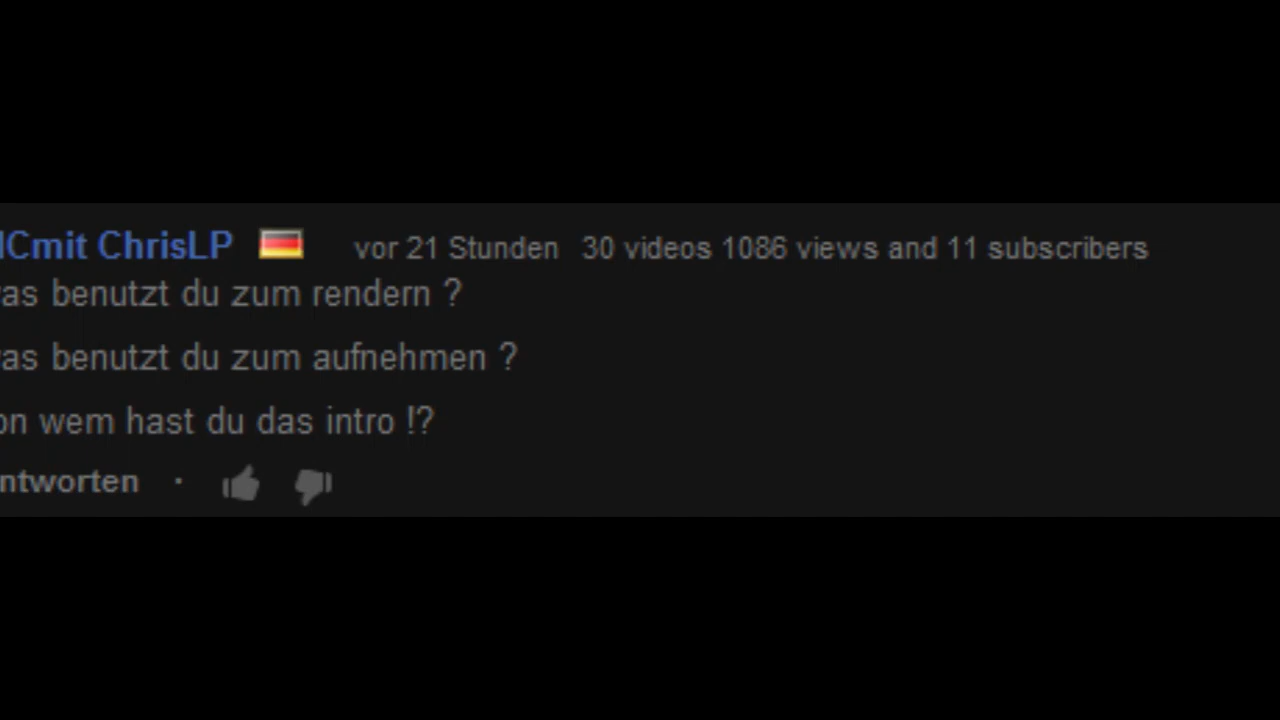 ICmit ChrisLP vor 21 Stunden 30 videos 1086 views and 11 subscribers
as benutzt du zum rendern ?
as benutzt du zum aufnehmen ?
on wem hast du das intro !?
ntworten ·